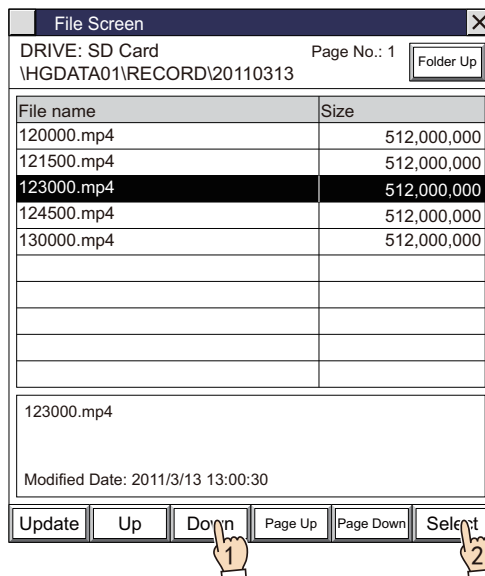 File Screen
DRIVE: SD Card Page No.: 1
\HGDATA01\RECORD\20110313
Folder Up
File name Size
120000.mp4 512,000,000
121500.mp4 512,000,000
123000.mp4 512,000,000
124500.mp4 512,000,000
130000.mp4 512,000,000
123000.mp4
Modified Date: 2011/3/13 13:00:30
Update Up Down Page Up Page Down Select
1 2